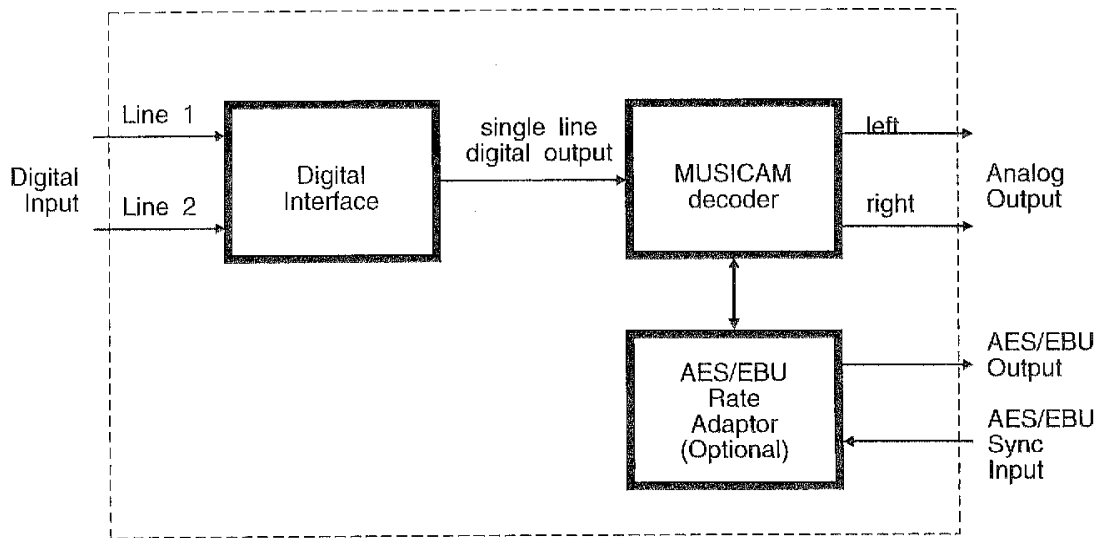 Line 1
Line 2
Digital
Input
Digital
Interface
single line
digital output
MUSICAM
decoder
left
right
Analog
Output
AES/EBU
Rate
Adaptor
(Optional)
AES/EBU
Output
AES/EBU
Sync
Input